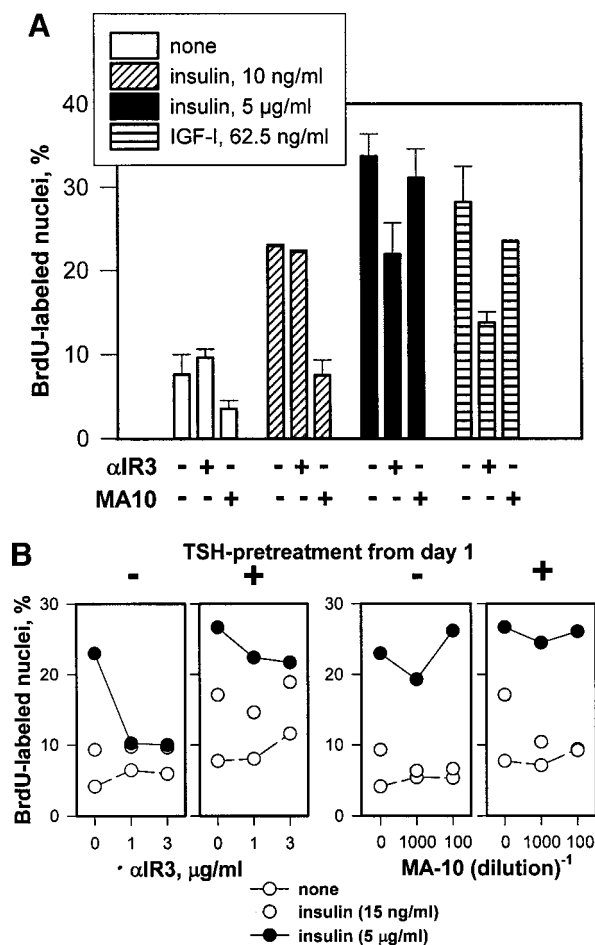 A
none
insulin, 10 ng/ml
insulin, 5 µg/ml
IGF-I, 62.5 ng/ml
BrdU-labeled nuclei, %
40
30
20
10
0
αIR3 - + - - + - - + - - + -
MA10 - - + - - + - - + - - +
B
TSH-pretreatment from day 1
- + - +
BrdU-labeled nuclei, %
30 30
20 20
10 10
0 0
0 1 3 0 1 3 0 1000 100 0 1000 100
αIR3, µg/ml MA-10 (dilution)-1
none
insulin (15 ng/ml)
insulin (5 µg/ml)